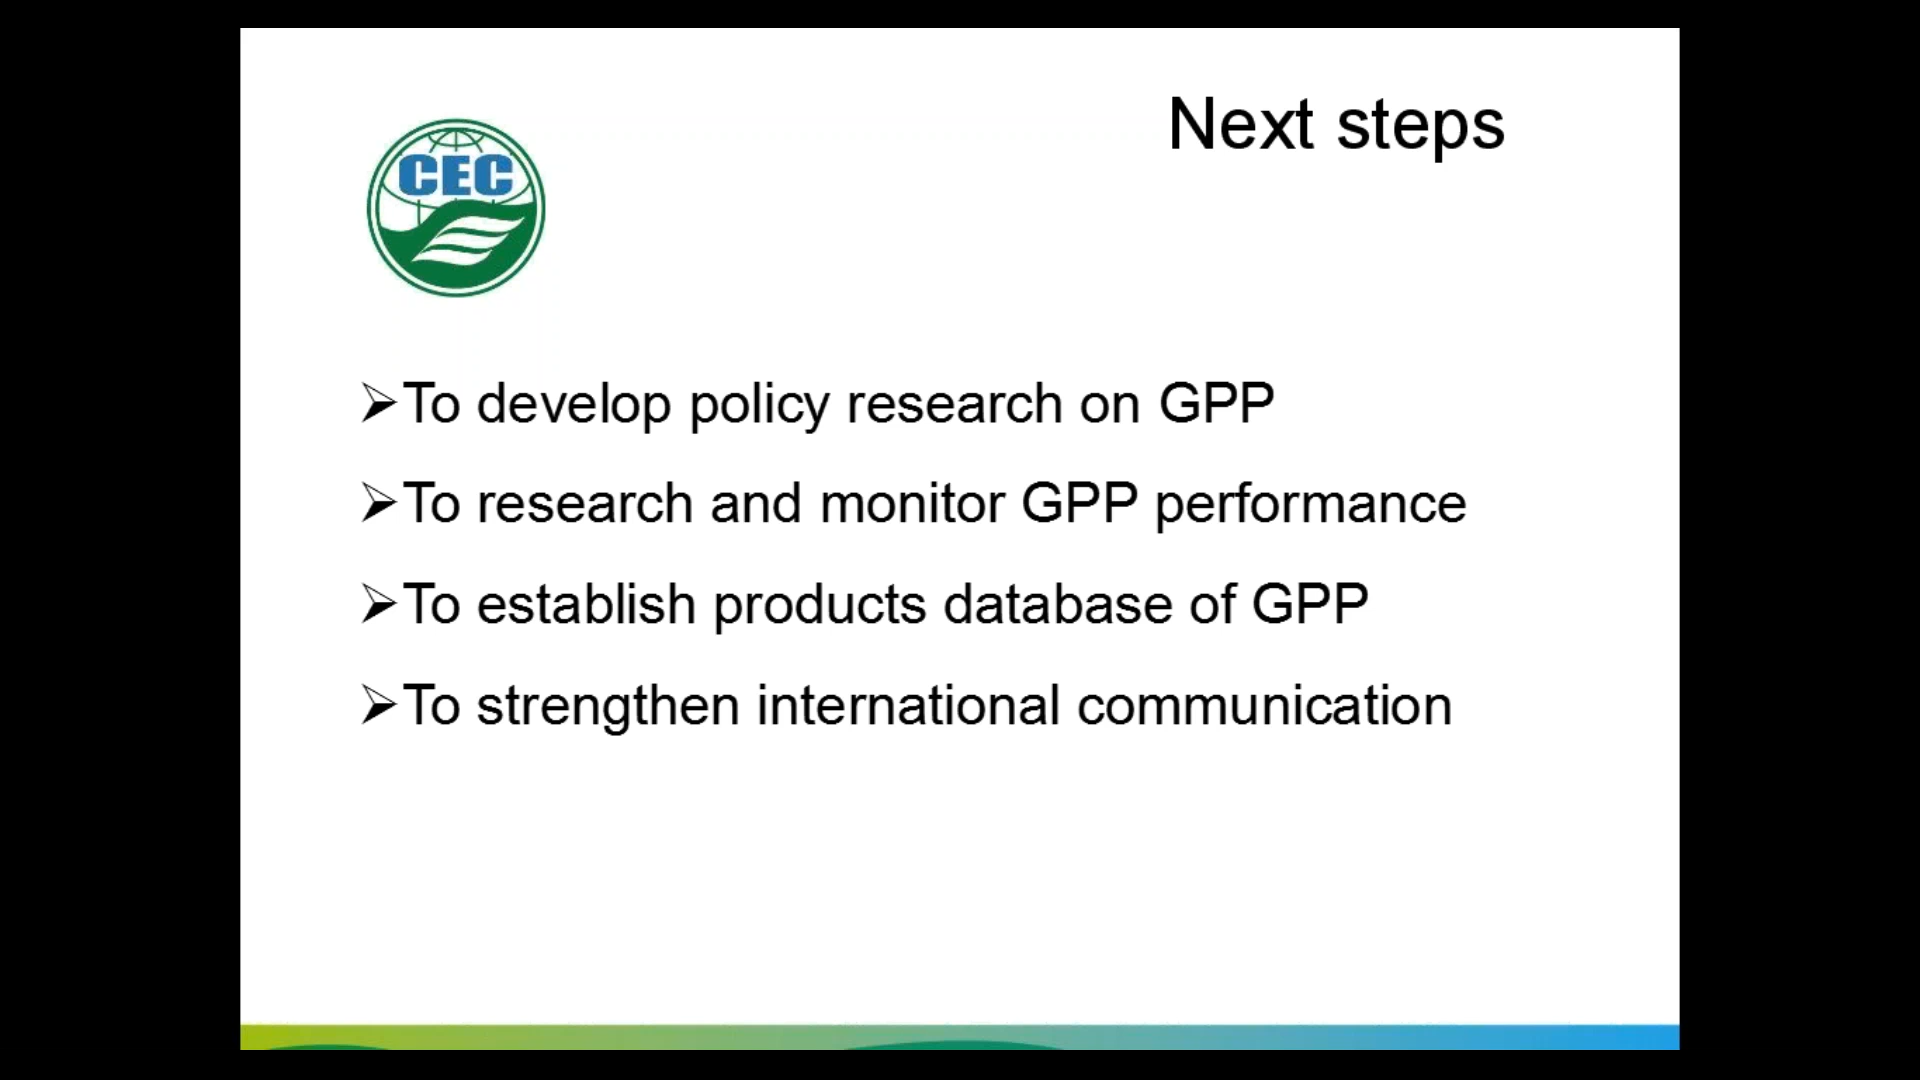 Next steps
CEC
➢To develop policy research on GPP
➢To research and monitor GPP performance
➢To establish products database of GPP
➢To strengthen international communication